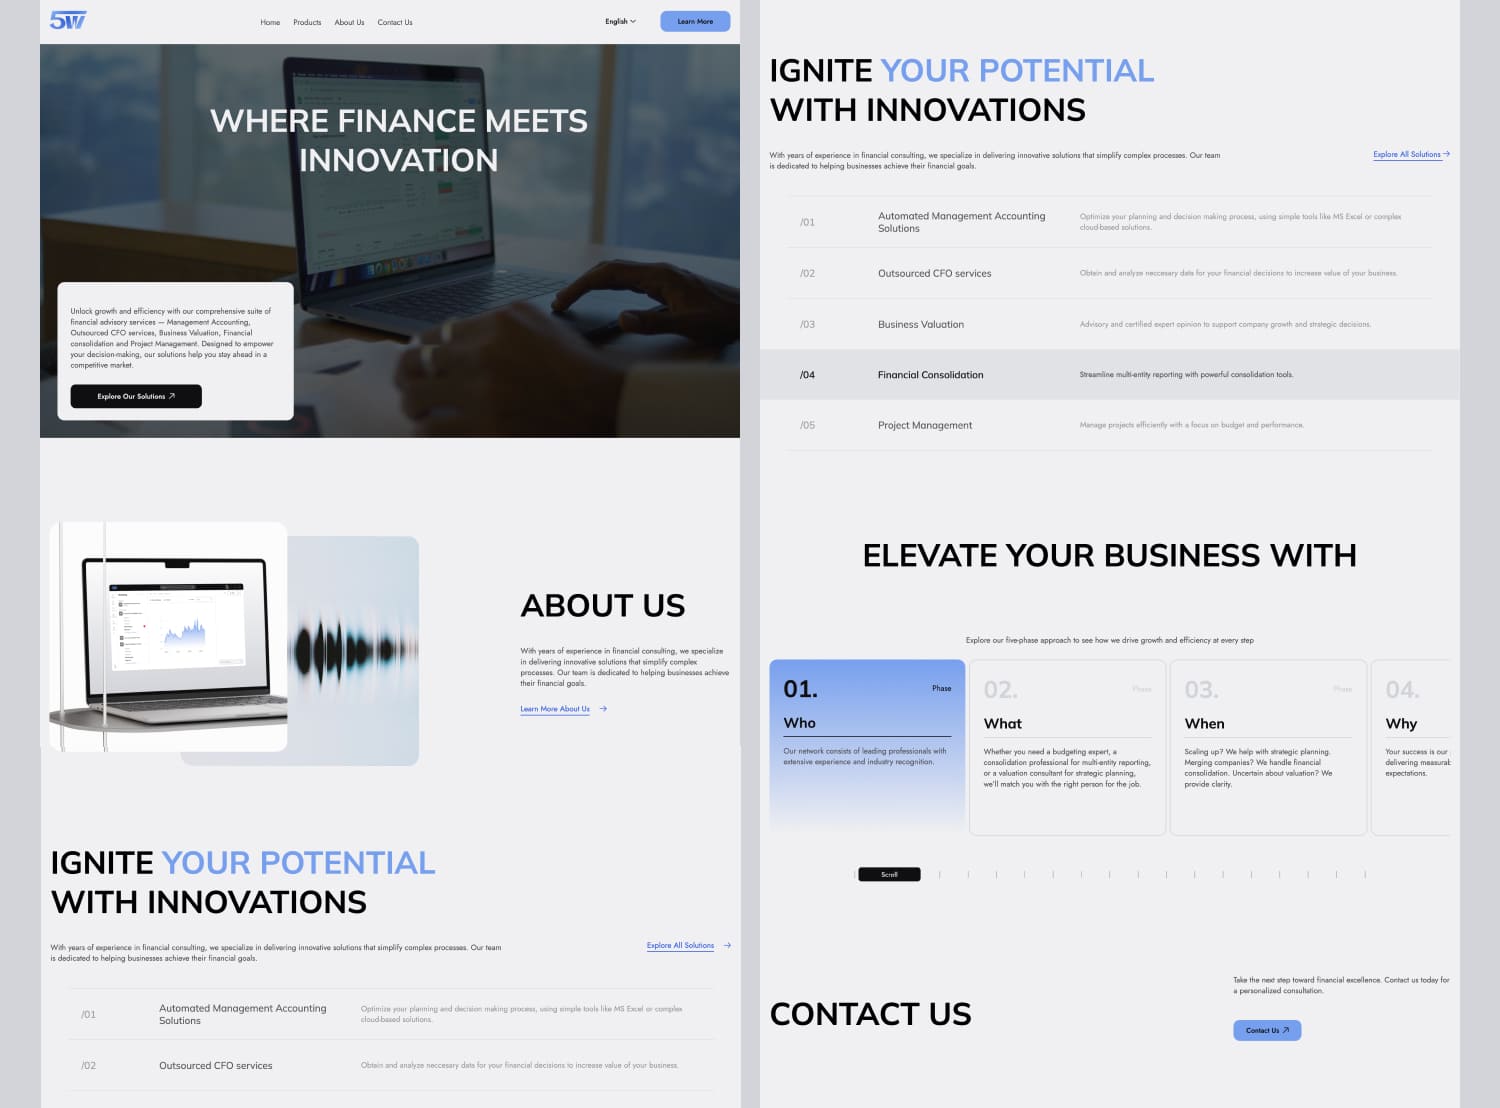 5W
Home Products About Us Contact Us
English
Learn More
WHERE FINANCE MEETS
INNOVATION
Unlock growth and efficiency with our comprehensive suite of
financial advisory services — Management Accounting,
Outsourced CFO services, Business Valuation, Financial
consolidation and Project Management. Designed to empower
your decision-making, our solutions help you stay ahead in a
competitive market.
Explore Our Solutions
ABOUT US
With years of experience in financial consulting, we specialize
in delivering innovative solutions that simplify complex
processes. Our team is dedicated to helping businesses achieve
their financial goals.
Learn More About Us
IGNITE YOUR POTENTIAL
WITH INNOVATIONS
With years of experience in financial consulting, we specialize in delivering innovative solutions that simplify complex processes. Our team
is dedicated to helping businesses achieve their financial goals.
Explore All Solutions
/01
Automated Management Accounting
Solutions
Optimize your planning and decision making process, using simple tools like MS Excel or complex
cloud-based solutions.
/02
Outsourced CFO services
Obtain and analyze neccesary data for your financial decisions to increase value of your business.
IGNITE YOUR POTENTIAL
WITH INNOVATIONS
With years of experience in financial consulting, we specialize in delivering innovative solutions that simplify complex processes. Our team
is dedicated to helping businesses achieve their financial goals.
Explore All Solutions
/01
Automated Management Accounting
Solutions
Optimize your planning and decision making process, using simple tools like MS Excel or complex
cloud-based solutions.
/02
Outsourced CFO services
Obtain and analyze neccesary data for your financial decisions to increase value of your business.
/03
Business Valuation
Advisory and certified expert opinion to support company growth and strategic decisions.
/04
Financial Consolidation
Streamline multi-entity reporting with powerful consolidation tools.
/05
Project Management
Manage projects efficiently with a focus on budget and performance.
ELEVATE YOUR BUSINESS WITH
Explore our five-phase approach to see how we drive growth and efficiency at every step
01.
Phase
Who
Our network consists of leading professionals with
extensive experience and industry recognition.
02.
Phase
What
Whether you need a budgeting expert, a
consolidation professional for multi-entity reporting,
or a valuation consultant for strategic planning,
we'll match you with the right person for the job.
03.
Phase
When
Scaling up? We help with strategic planning.
Merging companies? We handle financial
consolidation. Uncertain about valuation? We
provide clarity.
04.
Why
Your success is our
delivering measurab
expectations.
Scroll
CONTACT US
Take the next step toward financial excellence. Contact us today for
a personalized consultation.
Contact Us